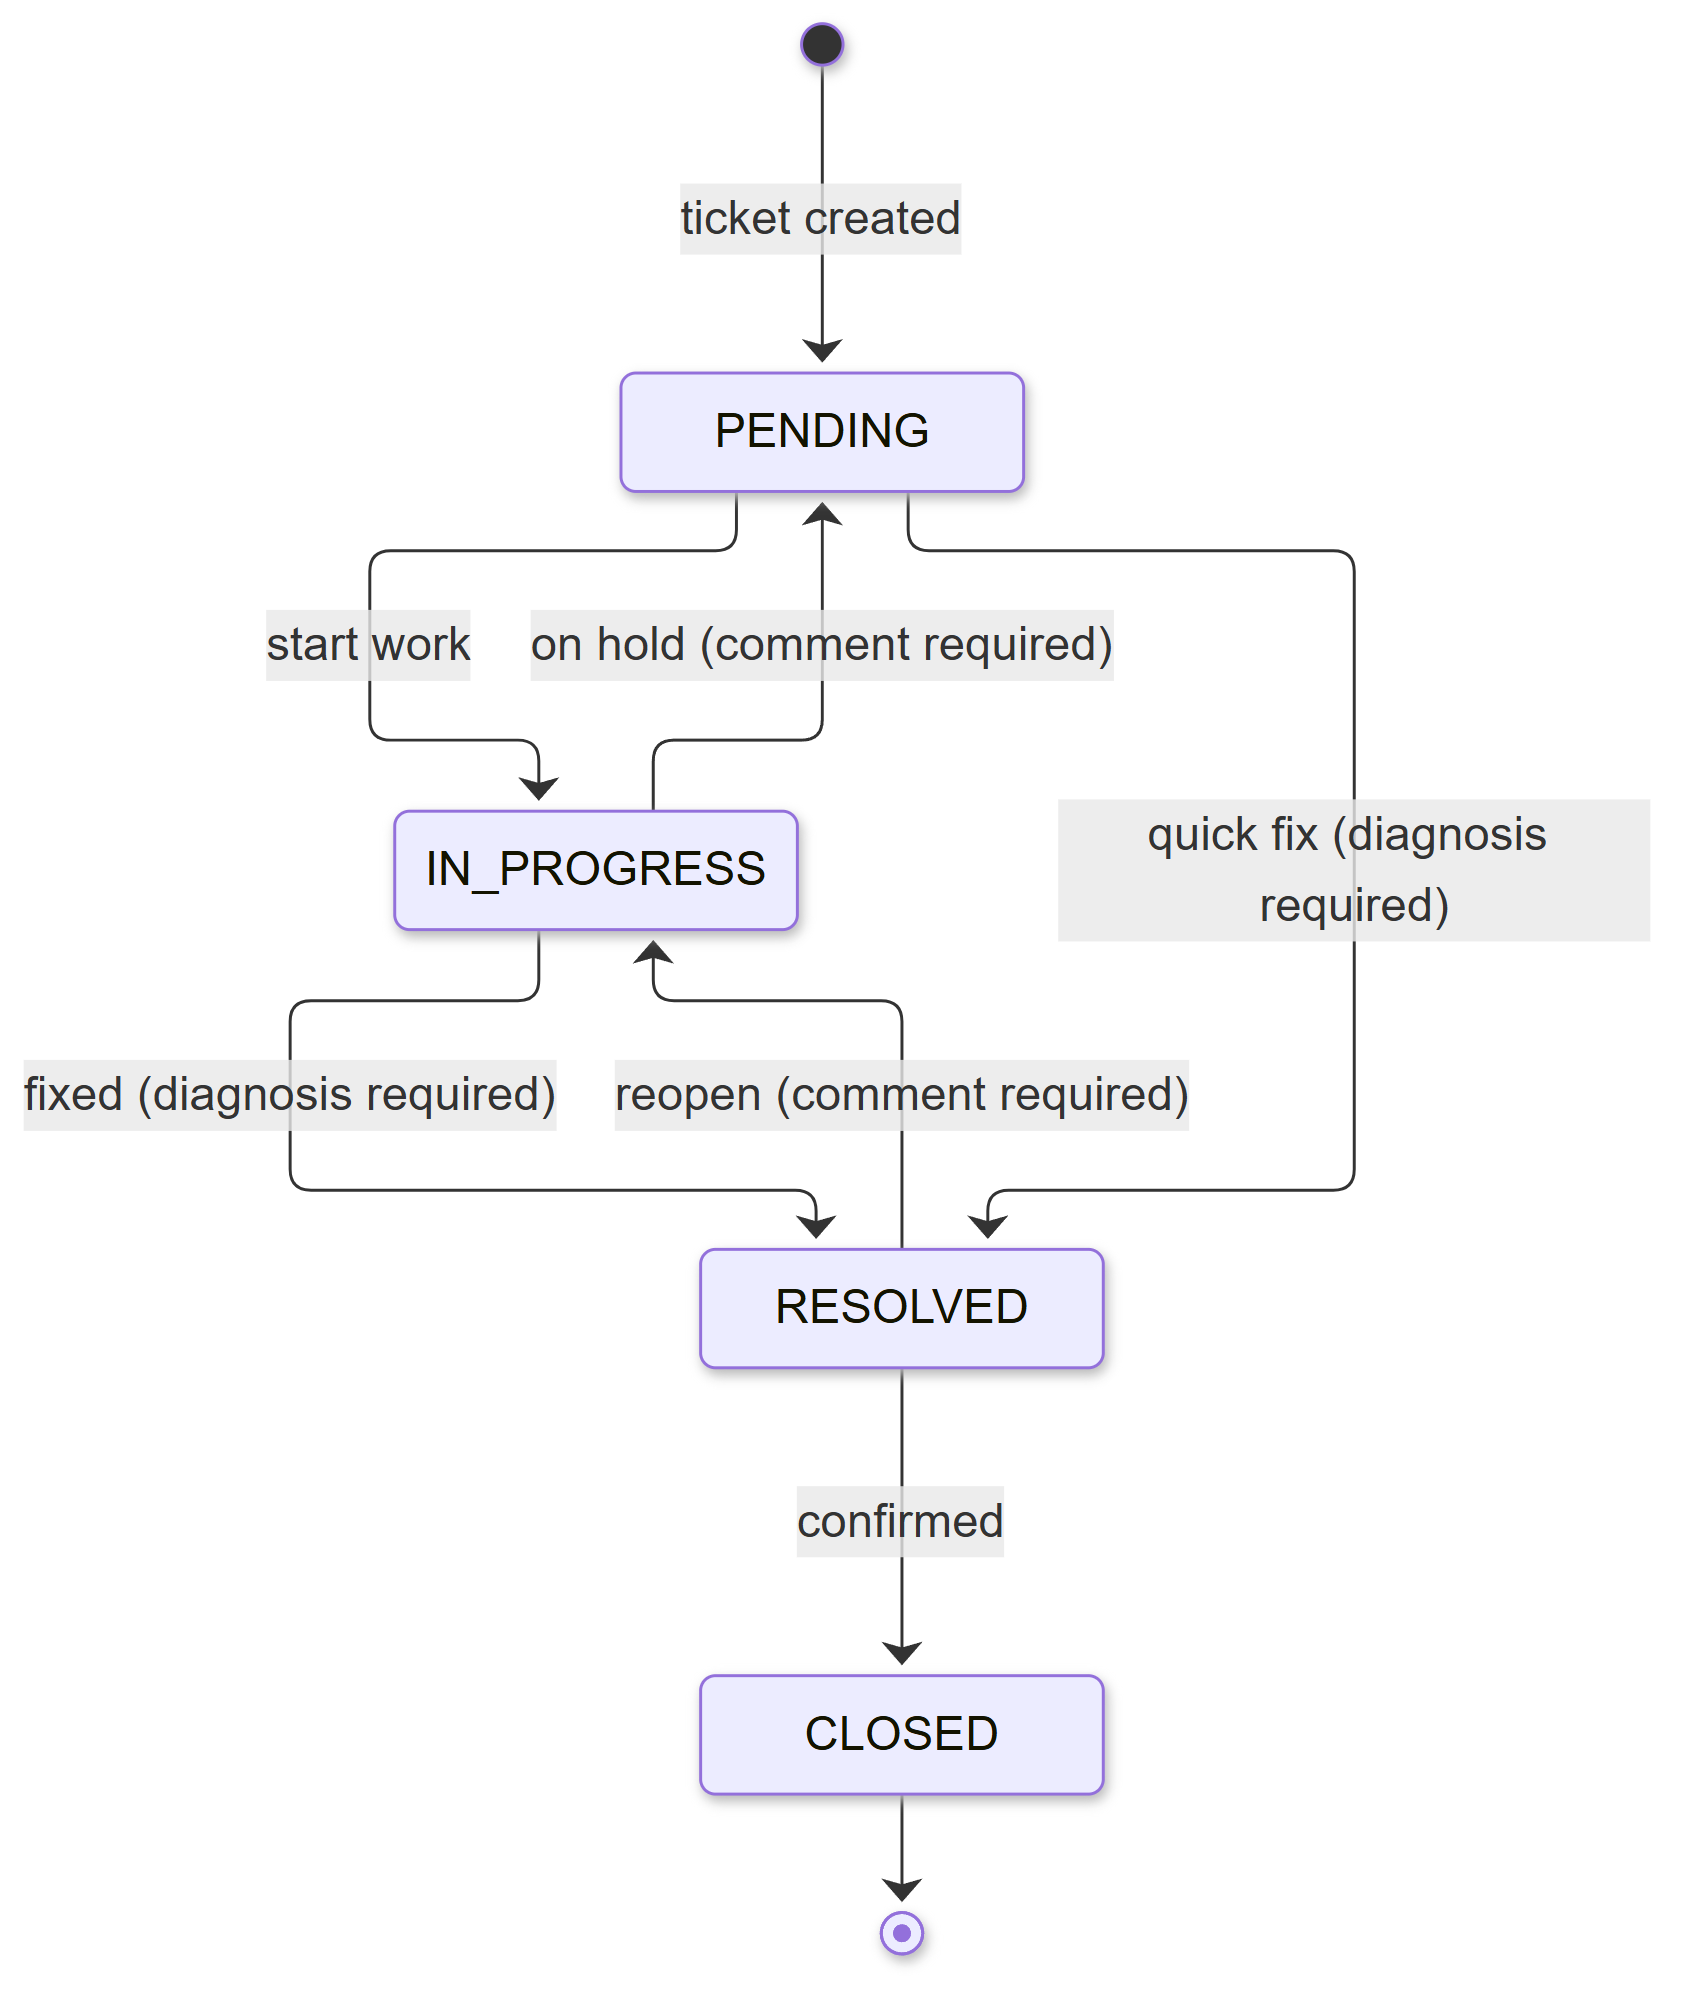 ticket created
PENDING
start work
on hold (comment required)
IN_PROGRESS
quick fix (diagnosis
required)
fixed (diagnosis required)
reopen (comment required)
RESOLVED
confirmed
CLOSED